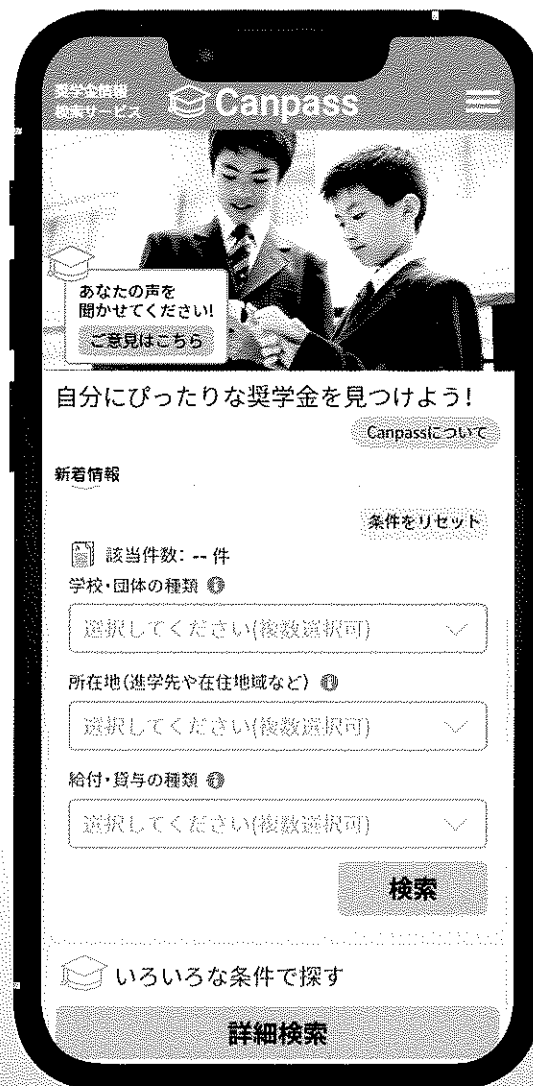 奨学金情報
検索サービス
Canpass
あなたの声を
聞かせてください!
ご意見はこちら
自分にぴったりな奨学金を見つけよう!
Canpassについて
新着情報
条件をリセット
該当件数: -- 件
学校・団体の種類
選択してください(複数選択可)
所在地(進学先や在住地域など)
選択してください(複数選択可)
給付・貸与の種類
選択してください(複数選択可)
検索
いろいろな条件で探す
詳細検索